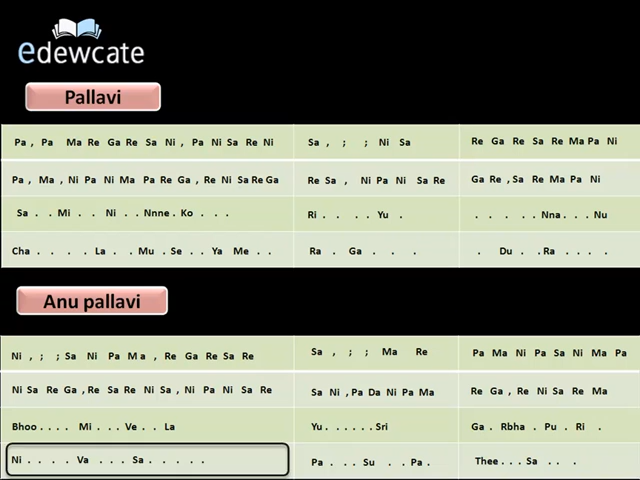 edewcate
Pallavi
Pa , Pa Ma Re Ga Re Sa Ni , Pa Ni Sa Re Ni Sa , ; ; Ni Sa Re Ga Re Sa Re Ma Pa Ni
Pa , Ma , Ni Pa Ni Ma Pa Re Ga , Re Ni Sa Re Ga Re Sa , Ni Pa Ni Sa Re Ga Re , Sa Re Ma Pa Ni
Sa . . Mi . . Ni . . Nnne . Ko . . . Ri . . . . Yu . . . . . . Nna . . . Nu
Cha . . . . La . . Mu . Se . . Ya Me . . Ra . Ga . . . . Du . . Ra . . . .
Anu pallavi
Ni , ; ; Sa Ni Pa Ma , Re Ga Re Sa Re Sa , ; ; Ma Re Pa Ma Ni Pa Sa Ni Ma Pa
Ni Sa Re Ga , Re Sa Re Ni Sa , Ni Pa Ni Sa Re Sa Ni , Pa Da Ni Pa Ma Re Ga , Re Ni Sa Re Ma
Bhoo . . . . Mi . . . Ve . . La Yu . . . . . . Sri Ga . Rbha . Pu . Ri .
Ni . . . . Va . . . Sa . . . . . Pa . . . Su . . Pa . Thee . . . Sa . . .